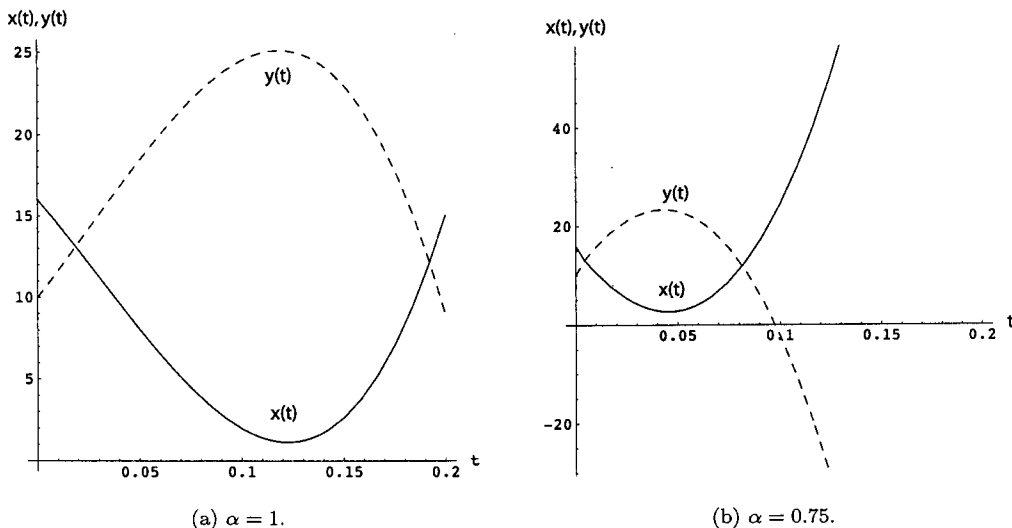 x(t), y(t)
25
20
15
10
5
y(t)
x(t)
0.05
0.1
0.15
0.2
t
(a) α = 1.
x(t), y(t)
40
20
-20
y(t)
x(t)
0.05
0.1
0.15
0.2
t
(b) α = 0.75.